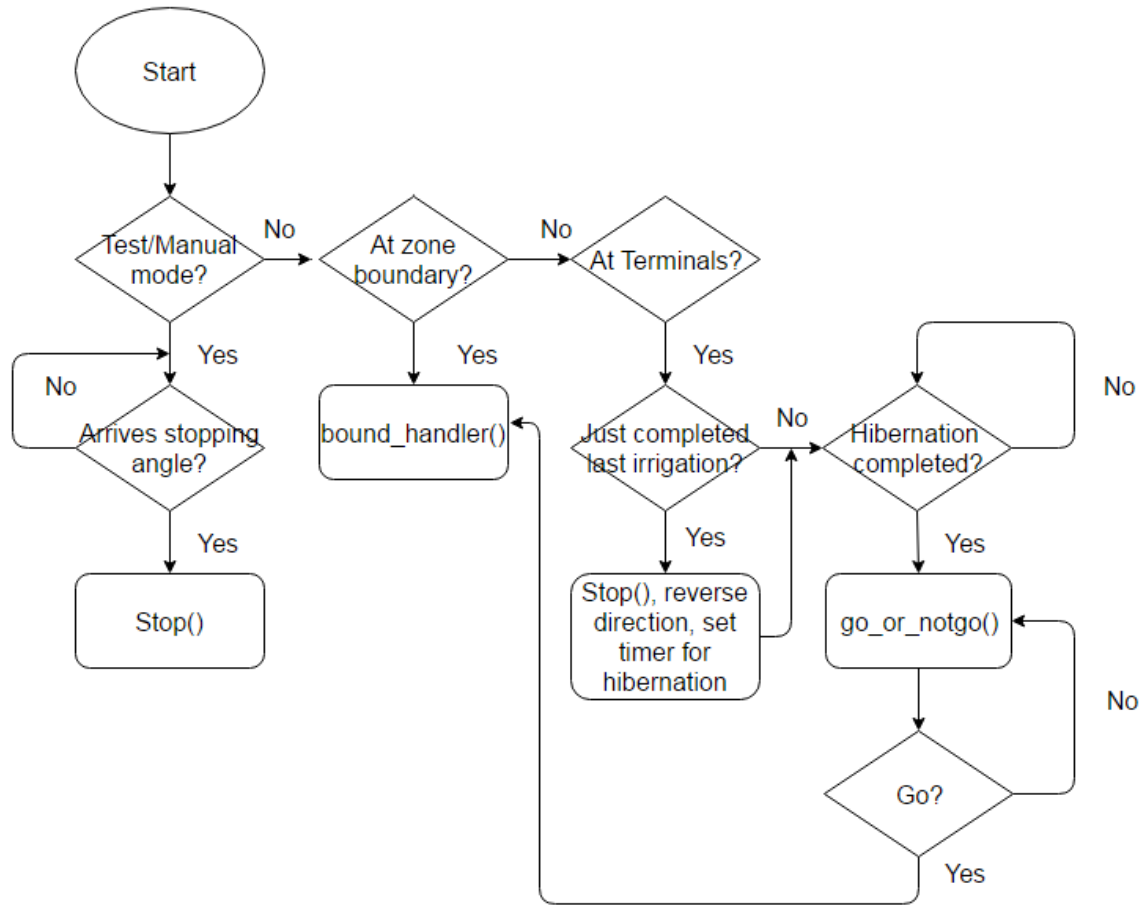 Start
Test/Manual
mode?
No
At zone
boundary?
No
At Terminals?
Yes
Yes
Yes
No
Arrives stopping
angle?
bound_handler()
Just completed
last irrigation?
No
Hibernation
completed?
No
Yes
Yes
Yes
Stop()
Stop(), reverse
direction, set
timer for
hibernation
go_or_notgo()
No
Go?
Yes